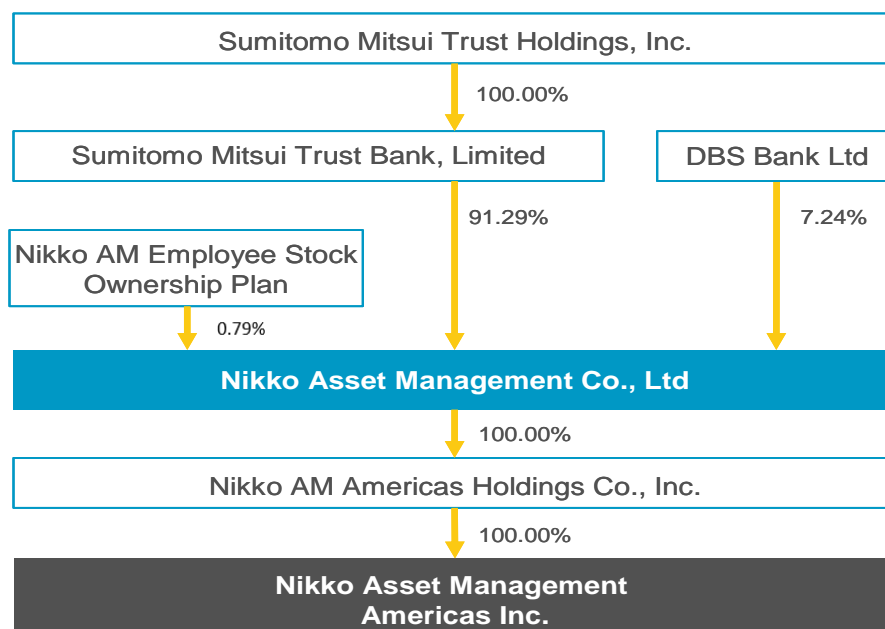 Sumitomo Mitsui Trust Holdings, Inc.
100.00%
Sumitomo Mitsui Trust Bank, Limited
DBS Bank Ltd
91.29%
7.24%
Nikko AM Employee Stock
Ownership Plan
0.79%
Nikko Asset Management Co., Ltd
100.00%
Nikko AM Americas Holdings Co., Inc.
100.00%
Nikko Asset Management
Americas Inc.